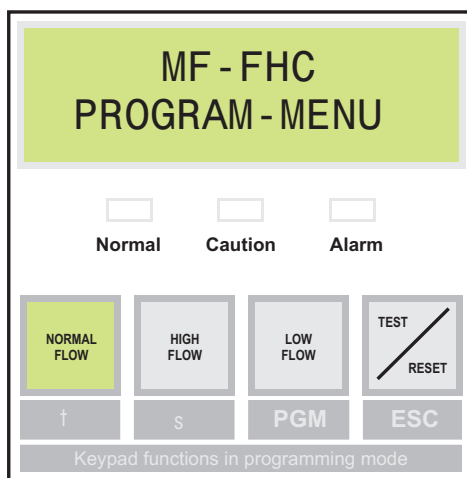 MF - FHC
PROGRAM - MENU
Normal Caution Alarm
NORMAL FLOW
HIGH FLOW
LOW FLOW
TEST
RESET
† s PGM ESC
Keypad functions in programming mode